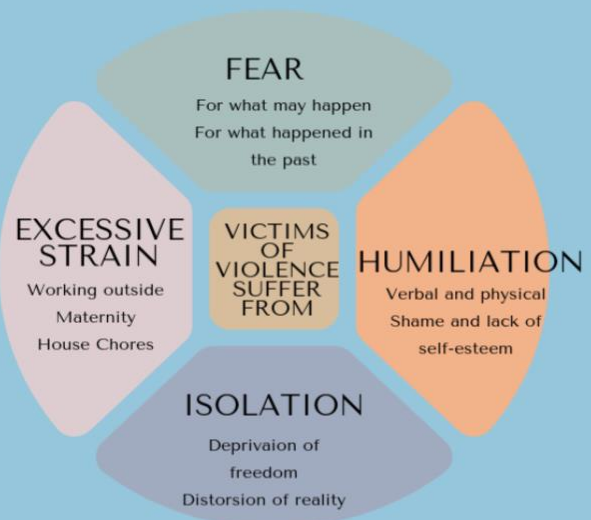 FEAR
For what may happen
For what happened in
the past
EXCESSIVE
STRAIN
Working outside
Maternity
House Chores
VICTIMS
OF
VIOLENCE
SUFFER
FROM
HUMILIATION
Verbal and physical
Shame and lack of
self-esteem
ISOLATION
Deprivaion of
freedom
Distorsion of reality